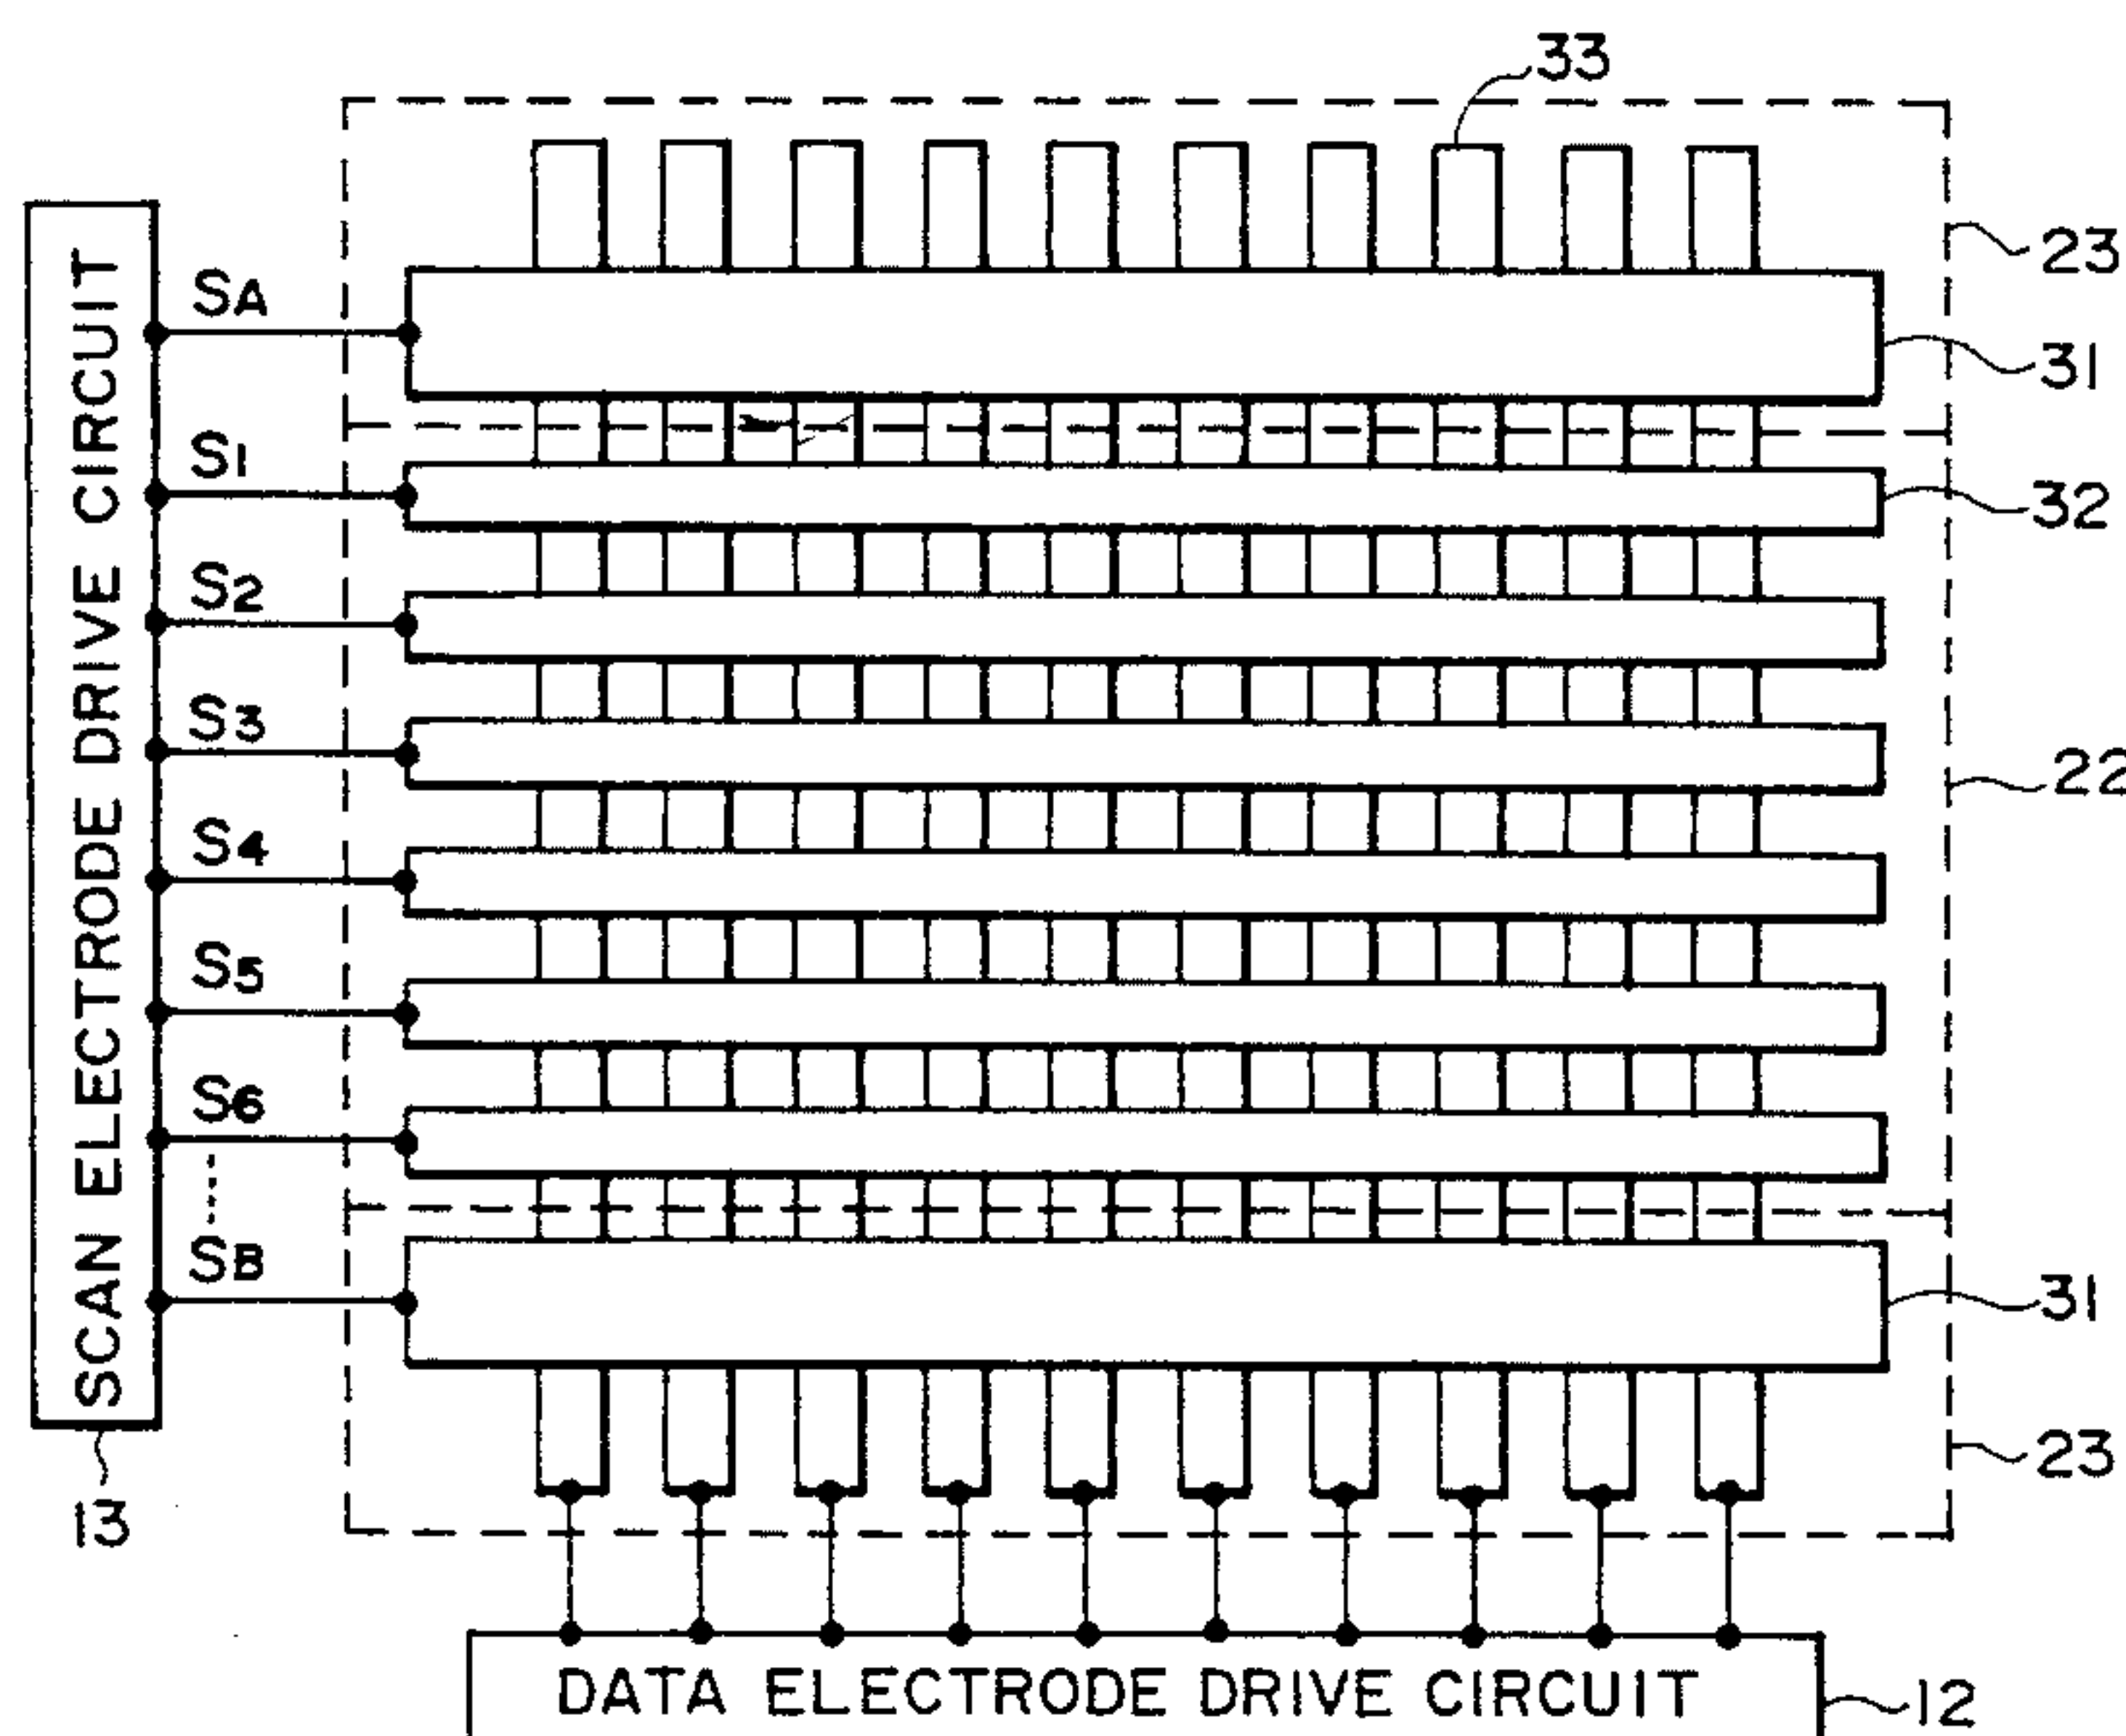 33
23
SCAN ELECTRODE DRIVE CIRCUIT
SA
31
S1
32
S2
S3
22
S4
S5
S6
SB
31
23
13
DATA ELECTRODE DRIVE CIRCUIT
12